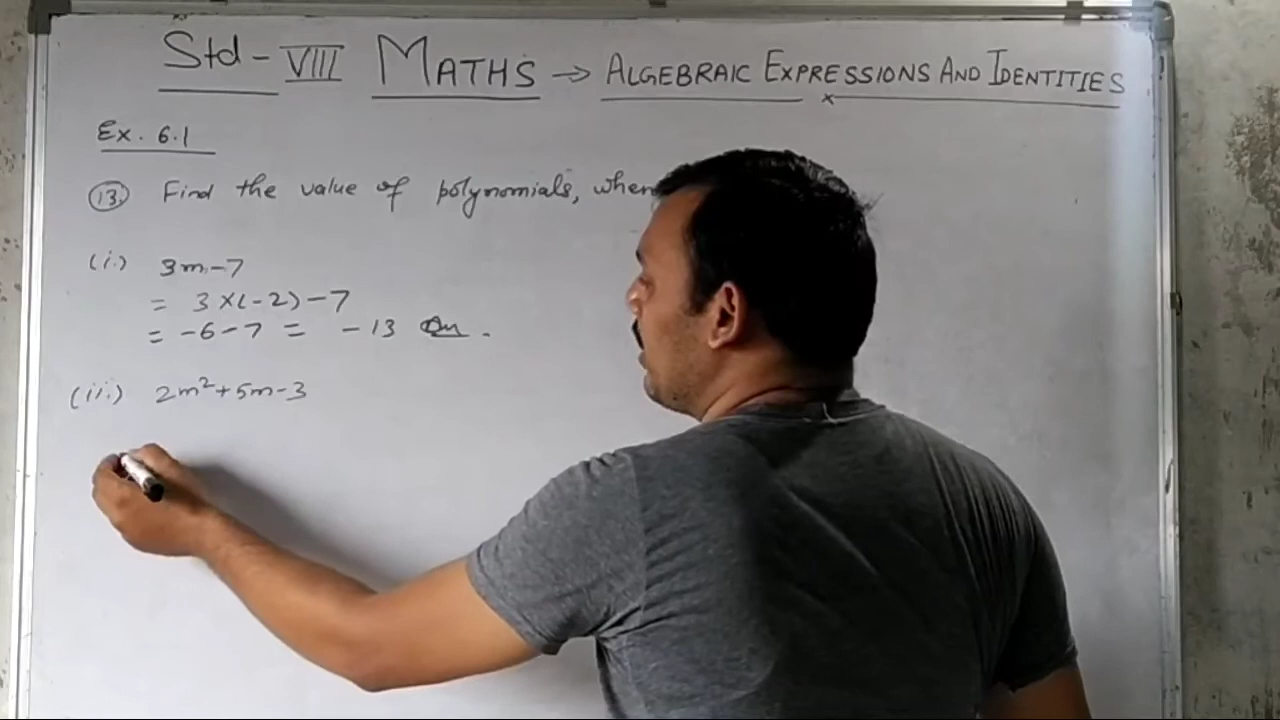 Std - VIII MATHS → ALGEBRAIC EXPRESSIONS AND IDENTITIES
Ex. 6.1
13. Find the value of polynomials, when
(i.) 3m-7
= 3×(-2)-7
= -6-7 = -13 Ans.
(ii.) 2m²+5m-3